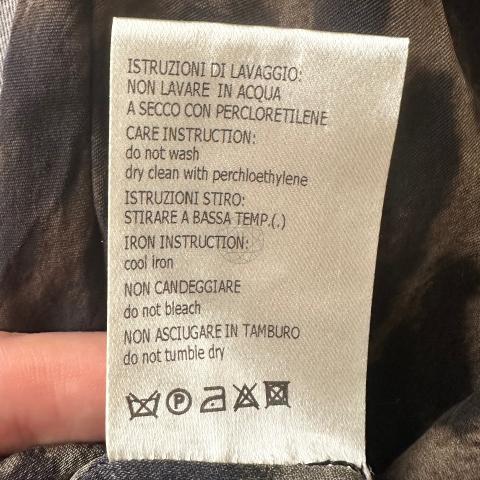 ISTRUZIONI DI LAVAGGIO:
NON LAVARE IN ACQUA
A SECCO CON PERCLORETILENE
CARE INSTRUCTION:
do not wash
dry clean with perchloethylene
ISTRUZIONI STIRO:
STIRARE A BASSA TEMP.(.)
IRON INSTRUCTION:
cool iron
NON CANDEGGIARE
do not bleach
NON ASCIUGARE IN TAMBURO
do not tumble dry
P